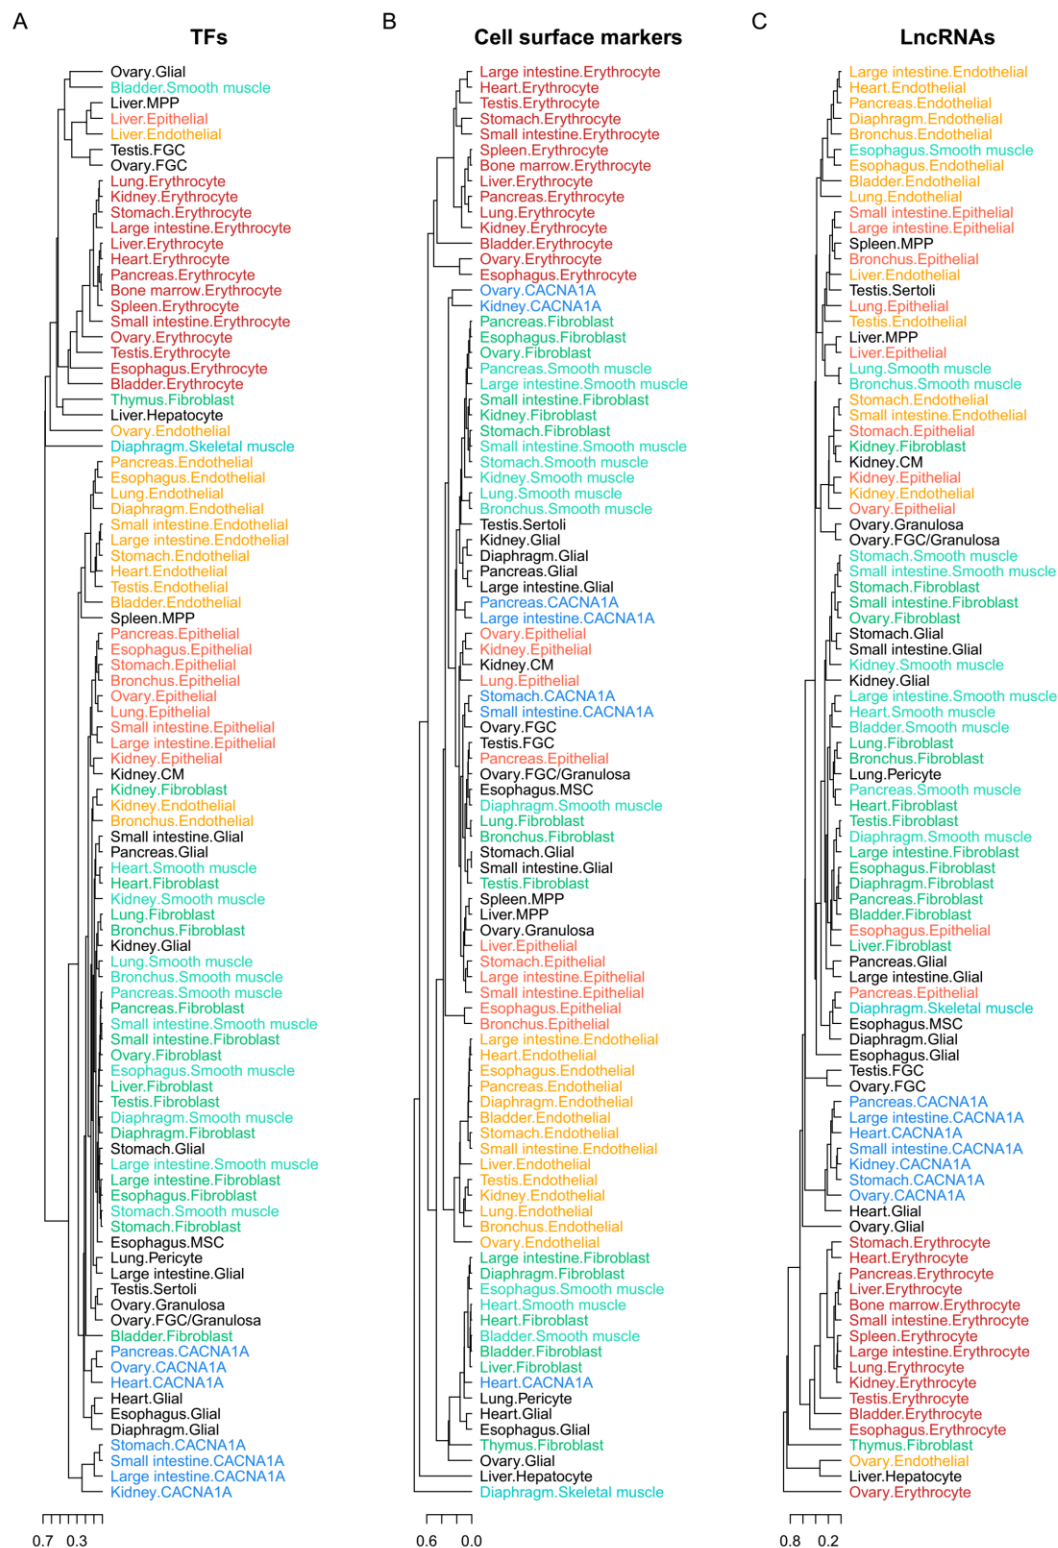 A
TFs
Ovary.Glial
Bladder.Smooth muscle
Liver.MPP
Liver.Epithelial
Liver.Endothelial
Testis.FGC
Ovary.FGC
Lung.Erythrocyte
Kidney.Erythrocyte
Stomach.Erythrocyte
Large intestine.Erythrocyte
Liver.Erythrocyte
Heart.Erythrocyte
Pancreas.Erythrocyte
Bone marrow.Erythrocyte
Spleen.Erythrocyte
Small intestine.Erythrocyte
Ovary.Erythrocyte
Testis.Erythrocyte
Esophagus.Erythrocyte
Bladder.Erythrocyte
Thymus.Fibroblast
Liver.Hepatocyte
Ovary.Endothelial
Diaphragm.Skeletal muscle
Pancreas.Endothelial
Esophagus.Endothelial
Lung.Endothelial
Diaphragm.Endothelial
Small intestine.Endothelial
Large intestine.Endothelial
Stomach.Endothelial
Heart.Endothelial
Testis.Endothelial
Bladder.Endothelial
Spleen.MPP
Pancreas.Epithelial
Esophagus.Epithelial
Stomach.Epithelial
Bronchus.Epithelial
Ovary.Epithelial
Lung.Epithelial
Small intestine.Epithelial
Large intestine.Epithelial
Kidney.Epithelial
Kidney.CM
Kidney.Fibroblast
Kidney.Endothelial
Bronchus.Endothelial
Small intestine.Glial
Pancreas.Glial
Heart.Smooth muscle
Heart.Fibroblast
Kidney.Smooth muscle
Lung.Fibroblast
Bronchus.Fibroblast
Kidney.Glial
Lung.Smooth muscle
Bronchus.Smooth muscle
Pancreas.Smooth muscle
Pancreas.Fibroblast
Small intestine.Smooth muscle
Small intestine.Fibroblast
Ovary.Fibroblast
Esophagus.Smooth muscle
Liver.Fibroblast
Testis.Fibroblast
Diaphragm.Smooth muscle
Diaphragm.Fibroblast
Stomach.Glial
Large intestine.Smooth muscle
Large intestine.Fibroblast
Esophagus.Fibroblast
Stomach.Smooth muscle
Stomach.Fibroblast
Esophagus.MSC
Lung.Pericyte
Large intestine.Glial
Testis.Sertoli
Ovary.Granulosa
Ovary.FGC/Granulosa
Bladder.Fibroblast
Pancreas.CACNA1A
Ovary.CACNA1A
Heart.CACNA1A
Heart.Glial
Esophagus.Glial
Diaphragm.Glial
Stomach.CACNA1A
Small intestine.CACNA1A
Large intestine.CACNA1A
Kidney.CACNA1A
0.7 0.3
B
Cell surface markers
Large intestine.Erythrocyte
Heart.Erythrocyte
Testis.Erythrocyte
Stomach.Erythrocyte
Small intestine.Erythrocyte
Spleen.Erythrocyte
Bone marrow.Erythrocyte
Liver.Erythrocyte
Pancreas.Erythrocyte
Lung.Erythrocyte
Kidney.Erythrocyte
Bladder.Erythrocyte
Ovary.Erythrocyte
Esophagus.Erythrocyte
Ovary.CACNA1A
Kidney.CACNA1A
Pancreas.Fibroblast
Esophagus.Fibroblast
Ovary.Fibroblast
Pancreas.Smooth muscle
Large intestine.Smooth muscle
Small intestine.Fibroblast
Kidney.Fibroblast
Stomach.Fibroblast
Small intestine.Smooth muscle
Stomach.Smooth muscle
Kidney.Smooth muscle
Lung.Smooth muscle
Bronchus.Smooth muscle
Testis.Sertoli
Kidney.Glial
Diaphragm.Glial
Pancreas.Glial
Large intestine.Glial
Pancreas.CACNA1A
Large intestine.CACNA1A
Ovary.Epithelial
Kidney.Epithelial
Kidney.CM
Lung.Epithelial
Stomach.CACNA1A
Small intestine.CACNA1A
Ovary.FGC
Testis.FGC
Pancreas.Epithelial
Ovary.FGC/Granulosa
Esophagus.MSC
Diaphragm.Smooth muscle
Lung.Fibroblast
Bronchus.Fibroblast
Stomach.Glial
Small intestine.Glial
Testis.Fibroblast
Spleen.MPP
Liver.MPP
Ovary.Granulosa
Liver.Epithelial
Stomach.Epithelial
Large intestine.Epithelial
Small intestine.Epithelial
Esophagus.Epithelial
Bronchus.Epithelial
Large intestine.Endothelial
Heart.Endothelial
Esophagus.Endothelial
Pancreas.Endothelial
Diaphragm.Endothelial
Bladder.Endothelial
Stomach.Endothelial
Small intestine.Endothelial
Liver.Endothelial
Testis.Endothelial
Kidney.Endothelial
Lung.Endothelial
Bronchus.Endothelial
Ovary.Endothelial
Large intestine.Fibroblast
Diaphragm.Fibroblast
Esophagus.Smooth muscle
Heart.Smooth muscle
Heart.Fibroblast
Bladder.Smooth muscle
Bladder.Fibroblast
Liver.Fibroblast
Heart.CACNA1A
Lung.Pericyte
Heart.Glial
Esophagus.Glial
Thymus.Fibroblast
Ovary.Glial
Liver.Hepatocyte
Diaphragm.Skeletal muscle
0.6 0.0
C
LncRNAs
Large intestine.Endothelial
Heart.Endothelial
Pancreas.Endothelial
Diaphragm.Endothelial
Bronchus.Endothelial
Esophagus.Smooth muscle
Esophagus.Endothelial
Bladder.Endothelial
Lung.Endothelial
Small intestine.Epithelial
Large intestine.Epithelial
Spleen.MPP
Bronchus.Epithelial
Liver.Endothelial
Testis.Sertoli
Lung.Epithelial
Testis.Endothelial
Liver.MPP
Liver.Epithelial
Lung.Smooth muscle
Bronchus.Smooth muscle
Stomach.Endothelial
Small intestine.Endothelial
Stomach.Epithelial
Kidney.Fibroblast
Kidney.CM
Kidney.Epithelial
Kidney.Endothelial
Ovary.Epithelial
Ovary.Granulosa
Ovary.FGC/Granulosa
Stomach.Smooth muscle
Small intestine.Smooth muscle
Stomach.Fibroblast
Small intestine.Fibroblast
Ovary.Fibroblast
Stomach.Glial
Small intestine.Glial
Kidney.Smooth muscle
Kidney.Glial
Large intestine.Smooth muscle
Heart.Smooth muscle
Bladder.Smooth muscle
Lung.Fibroblast
Bronchus.Fibroblast
Lung.Pericyte
Pancreas.Smooth muscle
Heart.Fibroblast
Testis.Fibroblast
Diaphragm.Smooth muscle
Large intestine.Fibroblast
Esophagus.Fibroblast
Diaphragm.Fibroblast
Pancreas.Fibroblast
Bladder.Fibroblast
Esophagus.Epithelial
Liver.Fibroblast
Pancreas.Glial
Large intestine.Glial
Pancreas.Epithelial
Diaphragm.Skeletal muscle
Esophagus.MSC
Diaphragm.Glial
Esophagus.Glial
Testis.FGC
Ovary.FGC
Pancreas.CACNA1A
Large intestine.CACNA1A
Heart.CACNA1A
Small intestine.CACNA1A
Kidney.CACNA1A
Stomach.CACNA1A
Ovary.CACNA1A
Heart.Glial
Ovary.Glial
Stomach.Erythrocyte
Heart.Erythrocyte
Pancreas.Erythrocyte
Liver.Erythrocyte
Bone marrow.Erythrocyte
Small intestine.Erythrocyte
Spleen.Erythrocyte
Large intestine.Erythrocyte
Lung.Erythrocyte
Kidney.Erythrocyte
Testis.Erythrocyte
Bladder.Erythrocyte
Esophagus.Erythrocyte
Thymus.Fibroblast
Ovary.Endothelial
Liver.Hepatocyte
Ovary.Erythrocyte
0.8 0.2